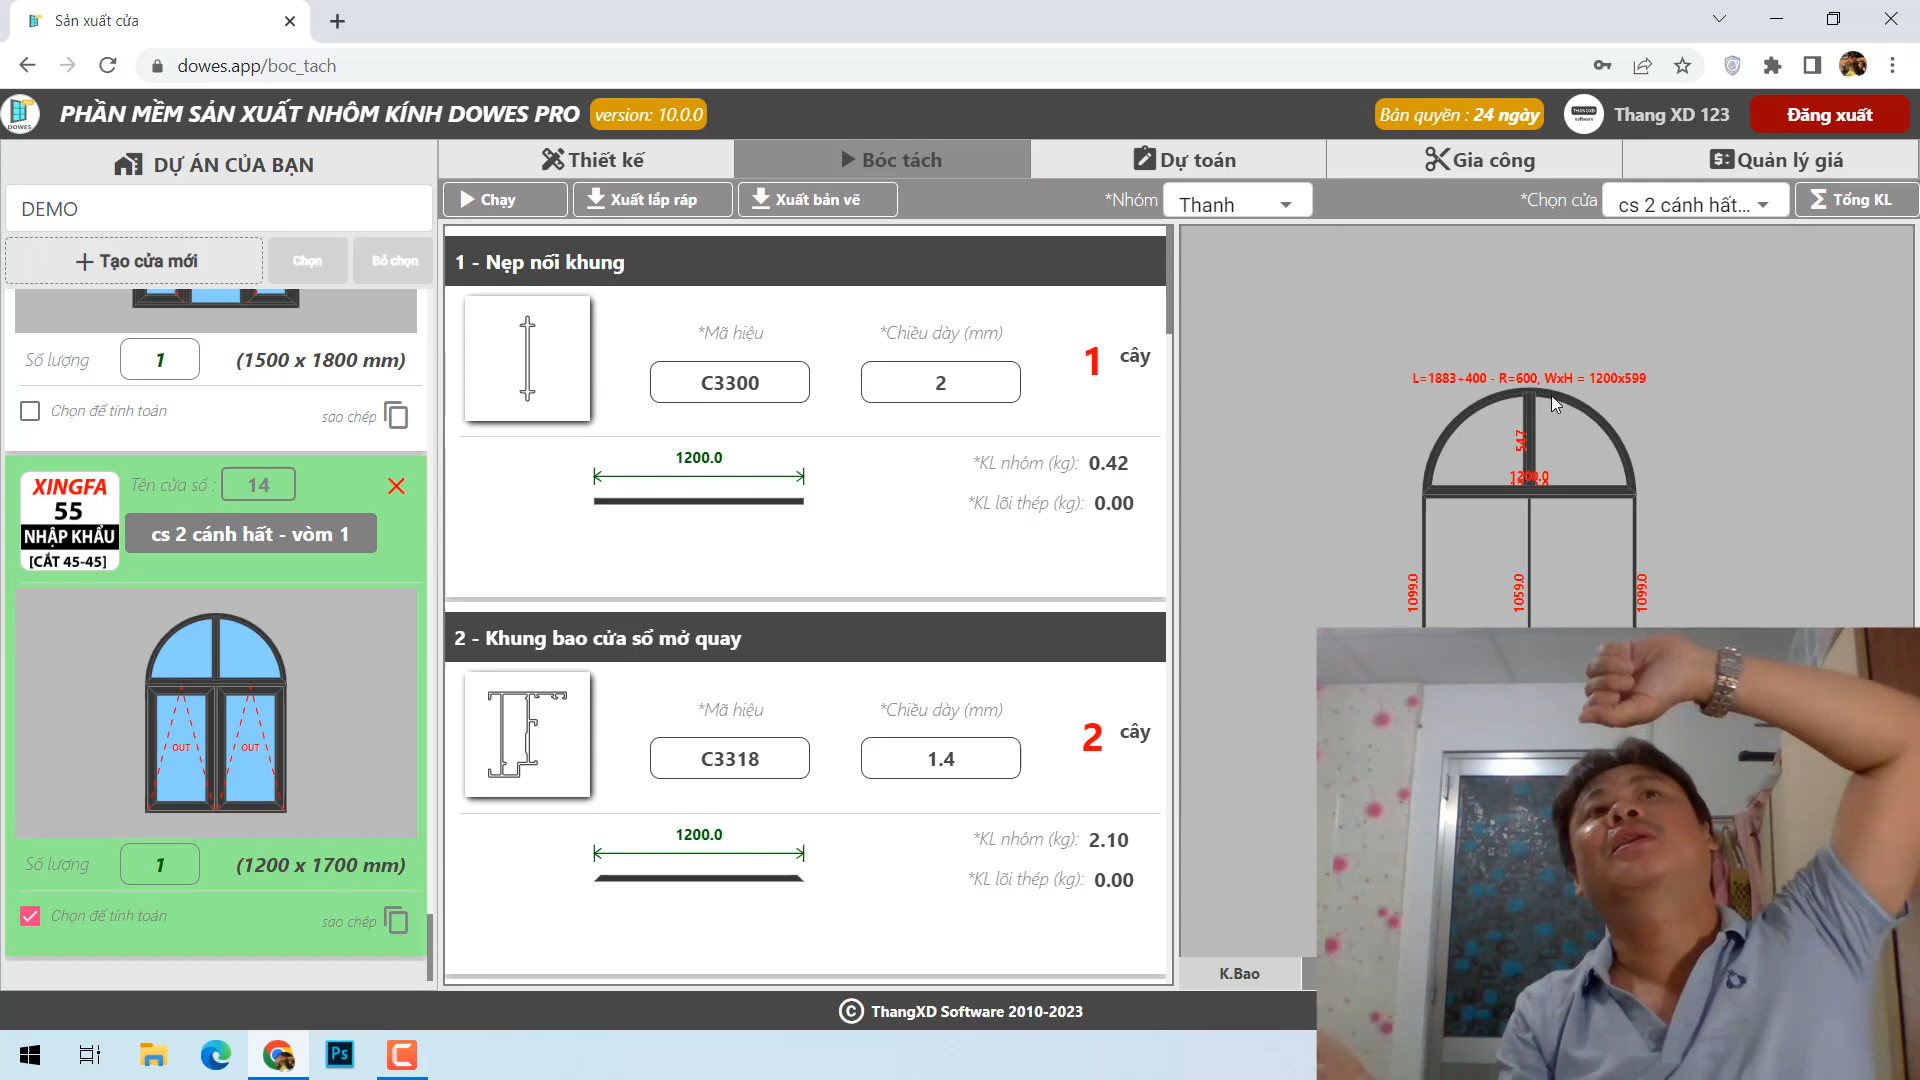 Sản xuất cửa
dowes.app/boc_tach
DOWES
PHẦN MỀM SẢN XUẤT NHÔM KÍNH DOWES PRO
version: 10.0.0
Bản quyền : 24 ngày
Thang XD 123
Đăng xuất
DỰ ÁN CỦA BẠN
Thiết kế
Bóc tách
Dự toán
Gia công
Quản lý giá
DEMO
Chạy
Xuất lắp ráp
Xuất bản vẽ
*Nhóm
Thanh
*Chọn cửa
cs 2 cánh hất...
Tổng KL
Tạo cửa mới
Chọn
Bỏ chọn
Số lượng
1
(1500 x 1800 mm)
Chọn để tính toán
sao chép
XINGFA
55
NHẬP KHẨU
[CẮT 45-45]
Tên cửa số :
14
cs 2 cánh hất - vòm 1
OUT
OUT
Số lượng
1
(1200 x 1700 mm)
Chọn để tính toán
sao chép
1 - Nẹp nối khung
*Mã hiệu
*Chiều dày (mm)
C3300
2
1
cây
1200.0
*KL nhôm (kg):
0.42
*KL lõi thép (kg):
0.00
2 - Khung bao cửa sổ mở quay
*Mã hiệu
*Chiều dày (mm)
C3318
1.4
2
cây
1200.0
*KL nhôm (kg):
2.10
*KL lõi thép (kg):
0.00
L=1883+400 - R=600, WxH = 1200x599
547
1200.0
1099.0
1059.0
1099.0
K.Bao
ThangXD Software 2010-2023
Ps